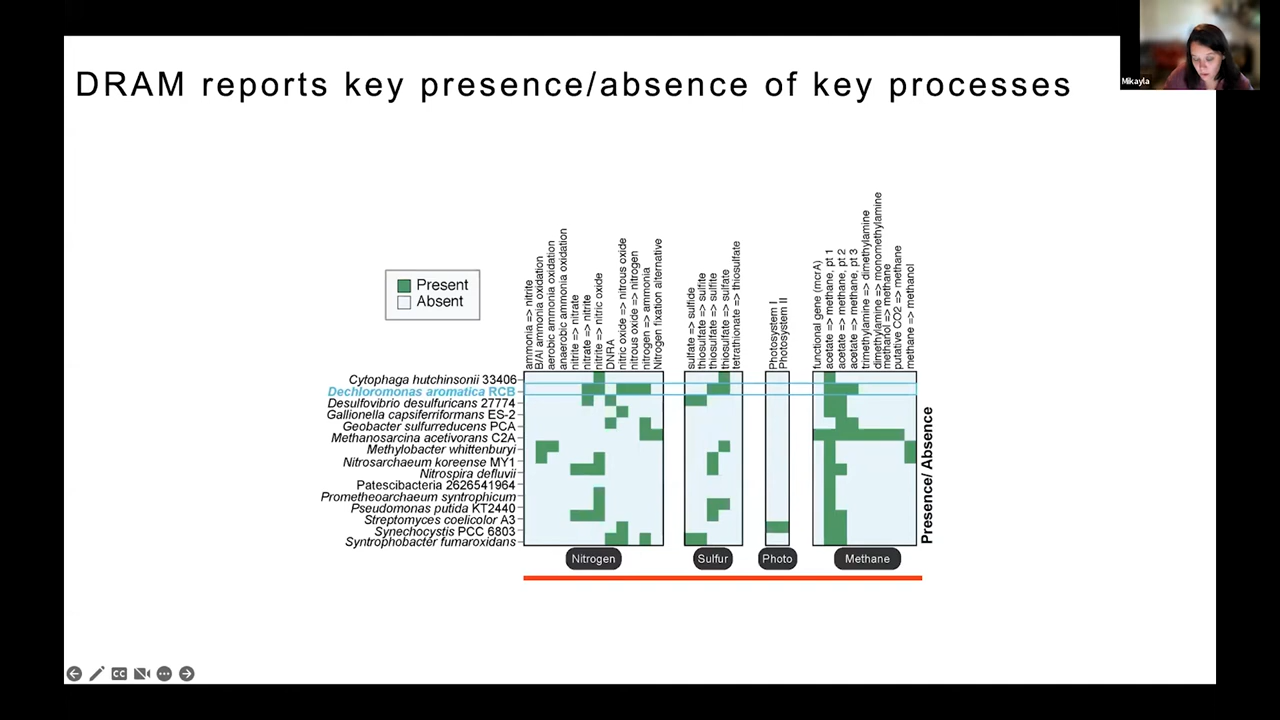 DRAM reports key presence/absence of key processes
Mikayla
Present
Absent
ammonia => nitrite
B/Al ammonia oxidation
aerobic ammonia oxidation
anaerobic ammonia oxidation
nitrite => nitrate
nitrate => nitrite
nitrite => nitric oxide
DNRA
nitric oxide => nitrous oxide
nitrous oxide => nitrogen
nitrogen => ammonia
Nitrogen fixation alternative
sulfate => sulfide
thiosulfate => sulfite
thiosulfate => sulfite
thiosulfate => sulfate
tetrathionate => thiosulfate
Photosystem I
Photosystem II
functional gene (mcrA)
acetate => methane, pt 1
acetate => methane, pt 2
acetate => methane, pt 3
trimethylamine => dimethylamine
dimethylamine => monomethylamine
methanol => methane
putative CO2 => methane
methane => methanol
Cytophaga hutchinsonii 33406
Dechloromonas aromatica RCB
Desulfovibrio desulfuricans 27774
Gallionella capsiferriformans ES-2
Geobacter sulfurreducens PCA
Methanosarcina acetivorans C2A
Methylobacter whittenburyi
Nitrosarchaeum koreense MY1
Nitrospira defluvii
Patescibacteria 2626541964
Prometheoarchaeum syntrophicum
Pseudomonas putida KT2440
Streptomyces coelicolor A3
Synechocystis PCC 6803
Syntrophobacter fumaroxidans
Presence/ Absence
Nitrogen
Sulfur
Photo
Methane
CC